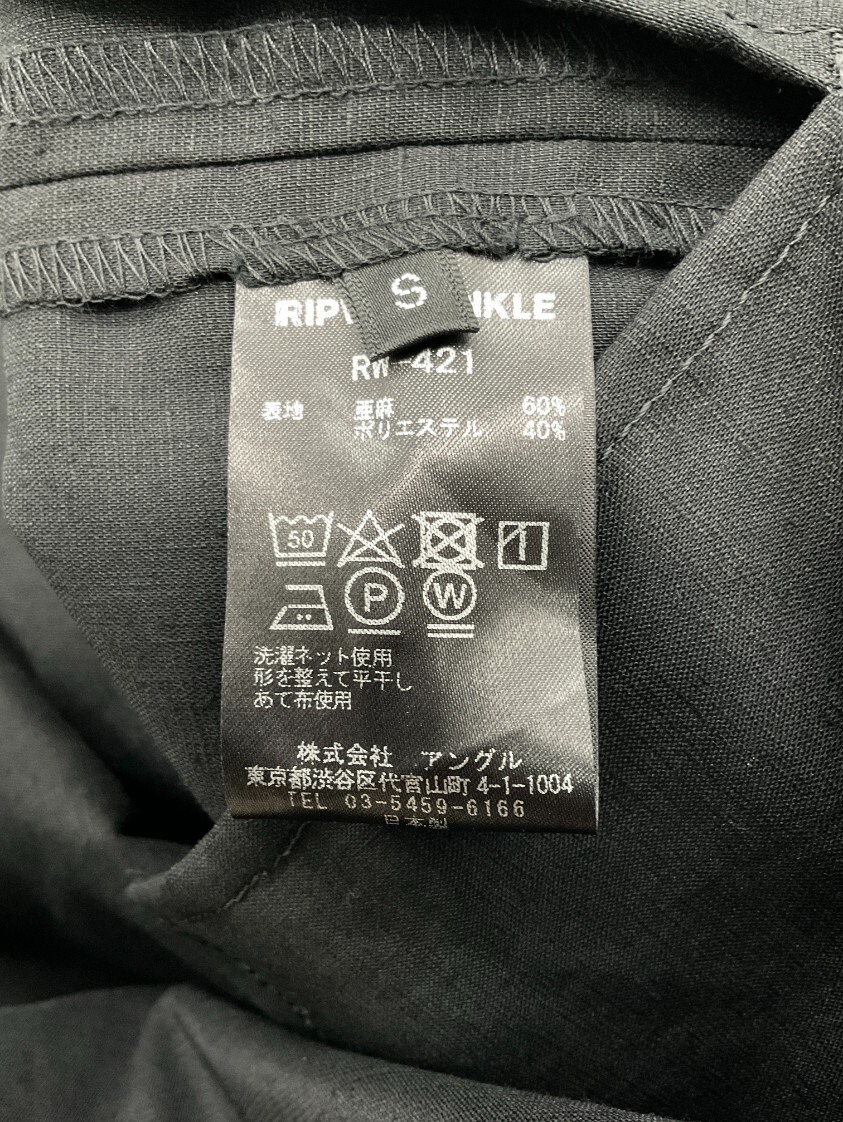 S
RW-421
表地 亜麻 60%
ポリエステル 40%
50
P
W
洗濯ネット使用
形を整えて平干し
あて布使用
株式会社 アングル
東京都渋谷区代官山町4-1-1004
TEL 03-5459-6166
日本製